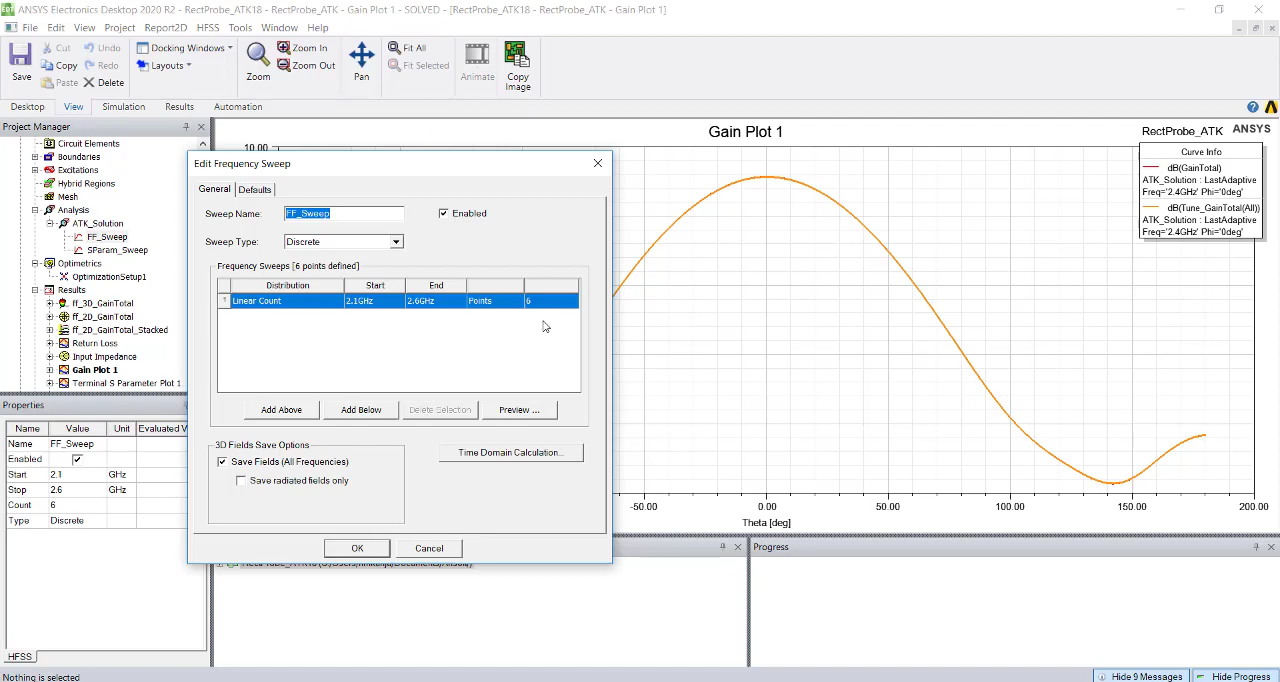 ANSYS Electronics Desktop 2020 R2 - RectProbe_ATK18 - RectProbe_ATK - Gain Plot 1 - SOLVED - [RectProbe_ATK18 - RectProbe_ATK - Gain Plot 1]
File Edit View Project Report2D HFSS Tools Window Help
Save
Cut
Copy
Paste
Undo
Redo
Delete
Docking Windows
Layouts
Zoom
Zoom In
Zoom Out
Pan
Fit All
Fit Selected
Animate
Copy
Image
Desktop View Simulation Results Automation
ANSYS
Project Manager
Circuit Elements
Boundaries
Excitations
Hybrid Regions
Mesh
Analysis
ATK_Solution
FF_Sweep
SParam_Sweep
Optimetrics
OptimizationSetup1
Results
ff_3D_GainTotal
ff_2D_GainTotal
ff_2D_GainTotal_Stacked
Return Loss
Input Impedance
Gain Plot 1
Terminal S Parameter Plot 1
Properties
Name Value Unit Evaluated V
Name FF_Sweep
Enabled
Start 2.1 GHz
Stop 2.6 GHz
Count 6
Type Discrete
HFSS
Nothing is selected
Edit Frequency Sweep
General Defaults
Sweep Name: FF_Sweep Enabled
Sweep Type: Discrete
Frequency Sweeps [6 points defined]
Distribution Start End
1 Linear Count 2.1GHz 2.6GHz Points 6
Add Above Add Below Delete Selection Preview ...
3D Fields Save Options
Save Fields (All Frequencies)
Save radiated fields only
Time Domain Calculation...
OK Cancel
Gain Plot 1
RectProbe_ATK
10.00
Curve Info
dB(GainTotal)
ATK_Solution : LastAdaptive
Freq='2.4GHz' Phi='0deg'
dB(Tune_GainTotal(All))
ATK_Solution : LastAdaptive
Freq='2.4GHz' Phi='0deg'
-50.00 0.00 50.00 100.00 150.00 200.00
Theta [deg]
Progress
Hide 9 Messages Hide Progress